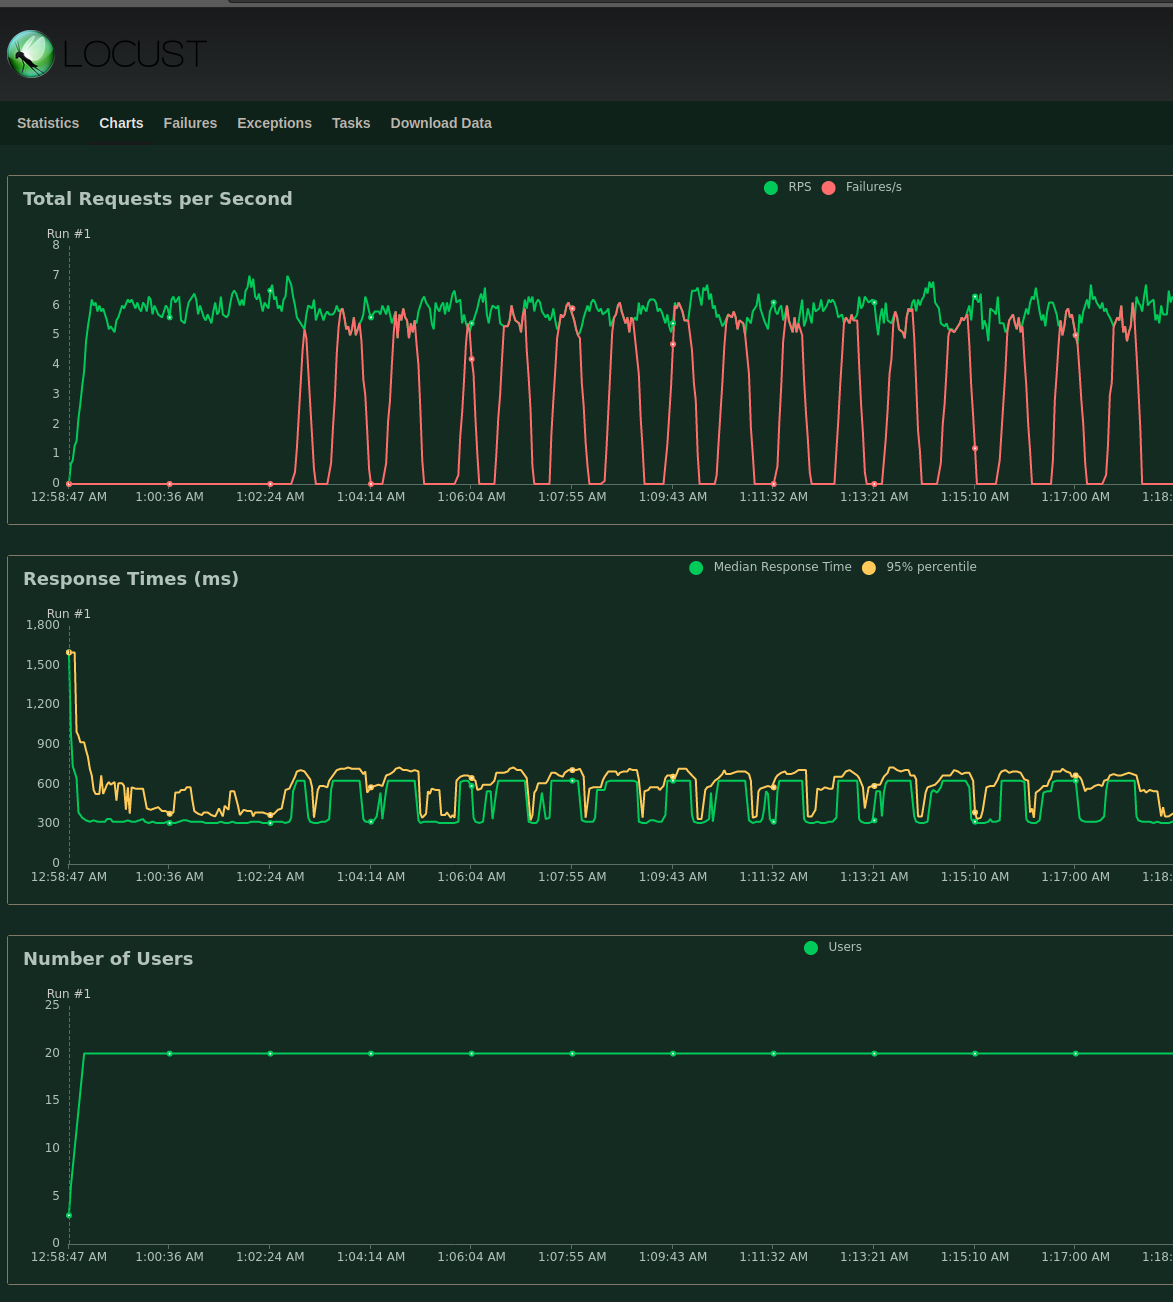 LOCUST
Statistics Charts Failures Exceptions Tasks Download Data
Total Requests per Second
RPS Failures/s
Run #1
8
7
6
5
4
3
2
1
0
12:58:47 AM 1:00:36 AM 1:02:24 AM 1:04:14 AM 1:06:04 AM 1:07:55 AM 1:09:43 AM 1:11:32 AM 1:13:21 AM 1:15:10 AM 1:17:00 AM 1:18:
Response Times (ms)
Median Response Time 95% percentile
Run #1
1,800
1,500
1,200
900
600
300
0
12:58:47 AM 1:00:36 AM 1:02:24 AM 1:04:14 AM 1:06:04 AM 1:07:55 AM 1:09:43 AM 1:11:32 AM 1:13:21 AM 1:15:10 AM 1:17:00 AM 1:18:
Number of Users
Users
Run #1
25
20
15
10
5
0
12:58:47 AM 1:00:36 AM 1:02:24 AM 1:04:14 AM 1:06:04 AM 1:07:55 AM 1:09:43 AM 1:11:32 AM 1:13:21 AM 1:15:10 AM 1:17:00 AM 1:18: